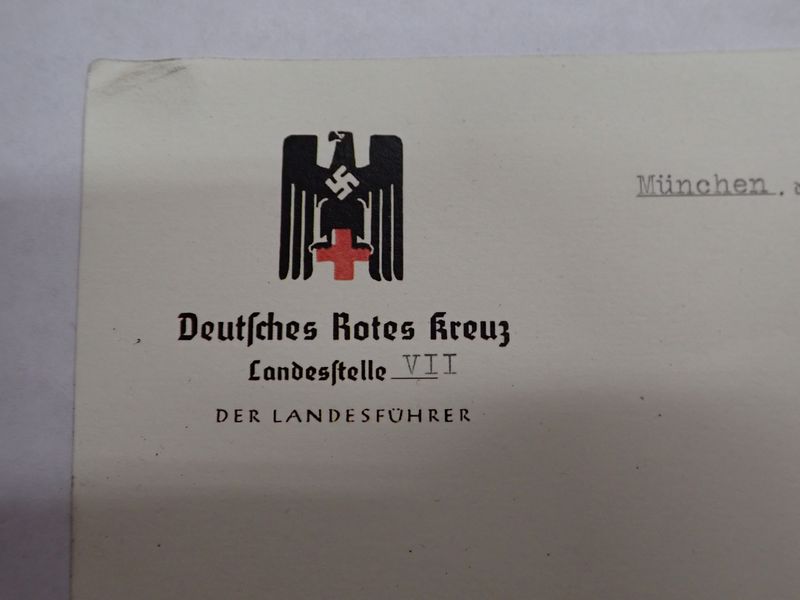 München, d
Deutſches Rotes Kreuz
Landesſtelle VII
DER LANDESFÜHRER